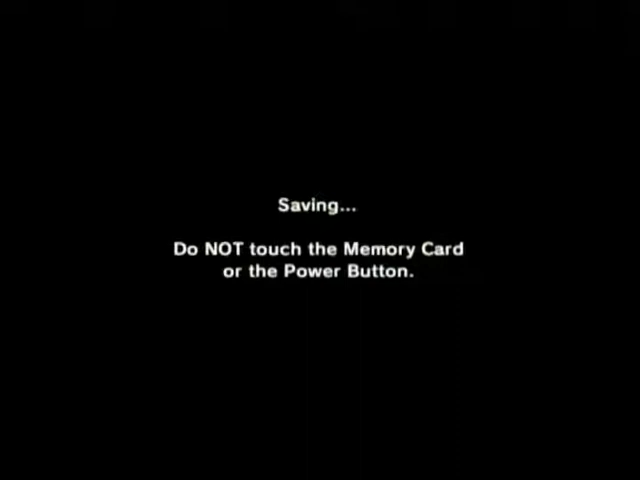 Saving...
Do NOT touch the Memory Card
or the Power Button.